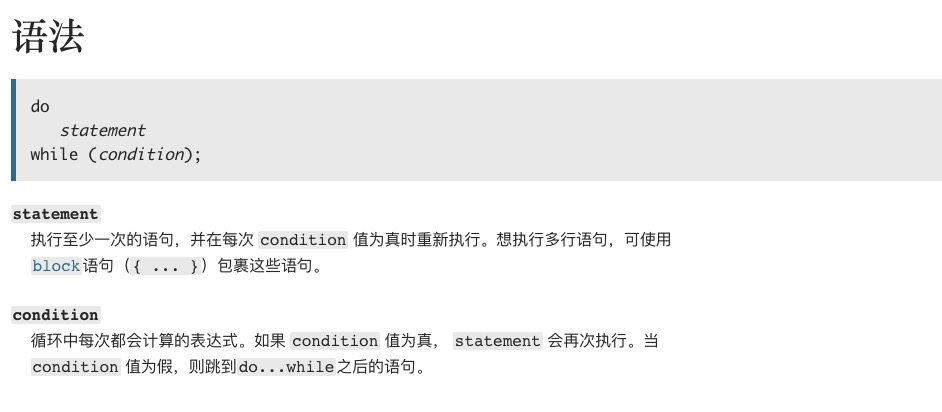 语法
do
statement
while (condition);
statement
执行至少一次的语句，并在每次 condition 值为真时重新执行。想执行多行语句，可使用
block语句（{ ... }）包裹这些语句。
condition
循环中每次都会计算的表达式。如果 condition 值为真， statement 会再次执行。当
condition 值为假，则跳到do...while之后的语句。